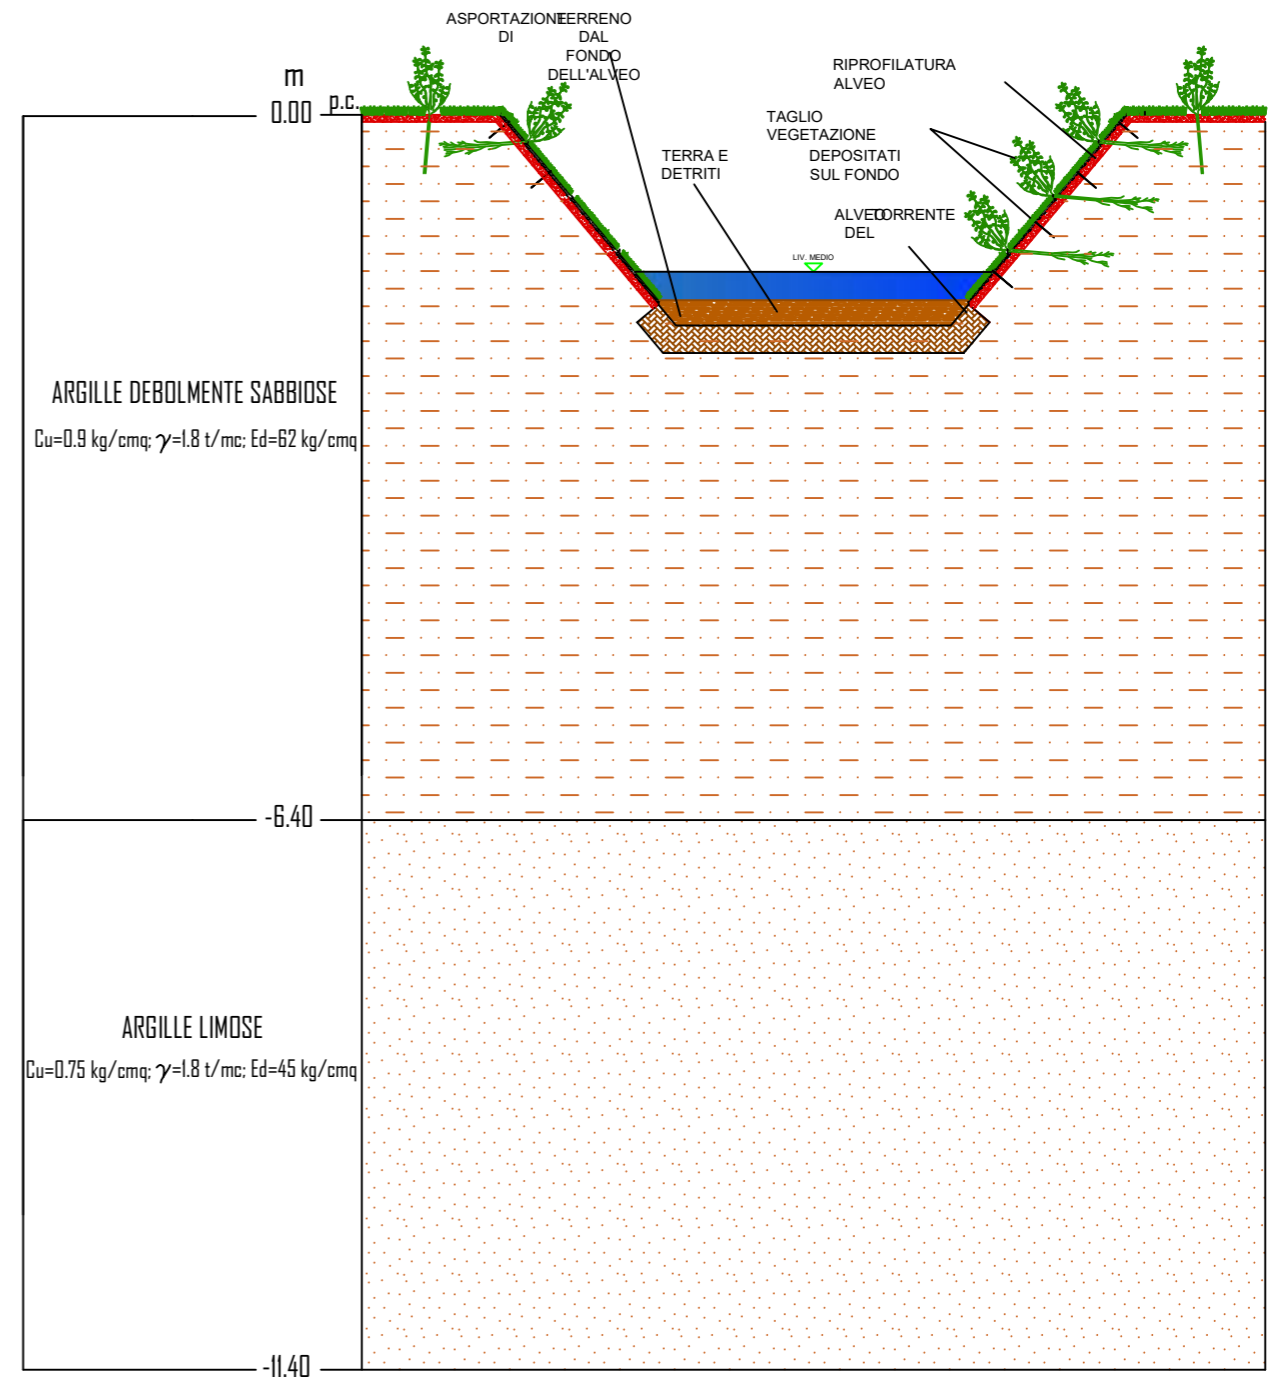 ASPORTAZIONE
DI
TERRENO
DAL
FONDO
DELL'ALVEO
RIPROFILATURA
ALVEO
m
0.00 p.c.
TAGLIO
VEGETAZIONE
TERRA E
DETRITI
DEPOSITATI
SUL FONDO
ALVEO
DEL
TORRENTE
LIV. MEDIO
ARGILLE DEBOLMENTE SABBIOSE
Cu=0.9 kg/cmq; γ=1.8 t/mc; Ed=62 kg/cmq
-6.40
ARGILLE LIMOSE
Cu=0.75 kg/cmq; γ=1.8 t/mc; Ed=45 kg/cmq
-11.40